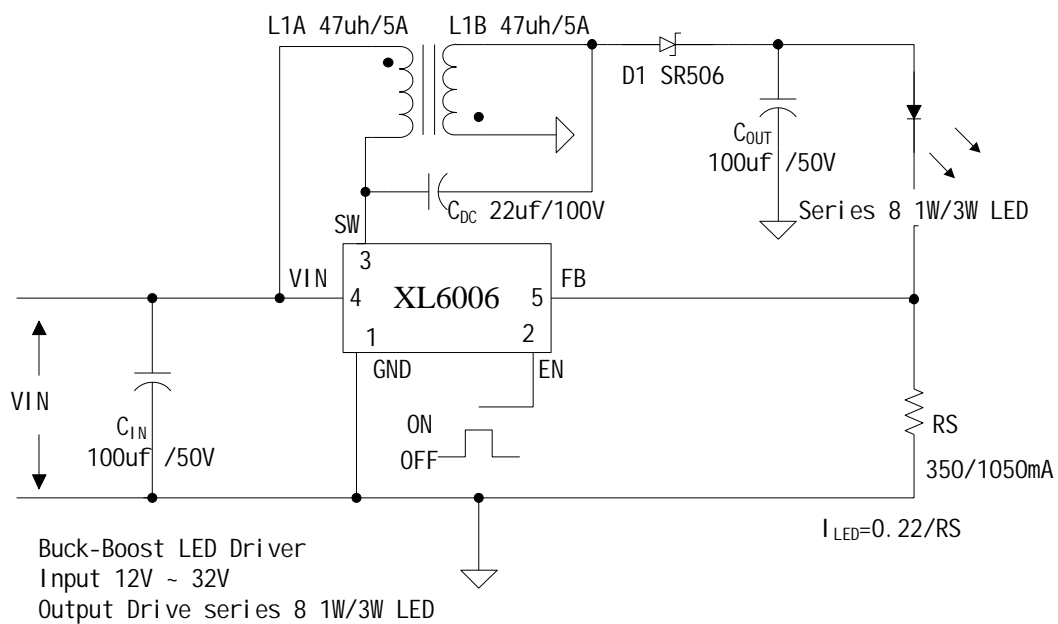 L1A 47uh/5A
L1B 47uh/5A
D1 SR506
COUT
100uf /50V
CDC 22uf/100V
SW
Series 8 1W/3W LED
3
VIN
4
XL6006
5
FB
1
2
GND
EN
VIN
CIN
100uf /50V
ON
OFF
RS
350/1050mA
ILED=0.22/RS
Buck-Boost LED Driver
Input 12V ~ 32V
Output Drive series 8 1W/3W LED